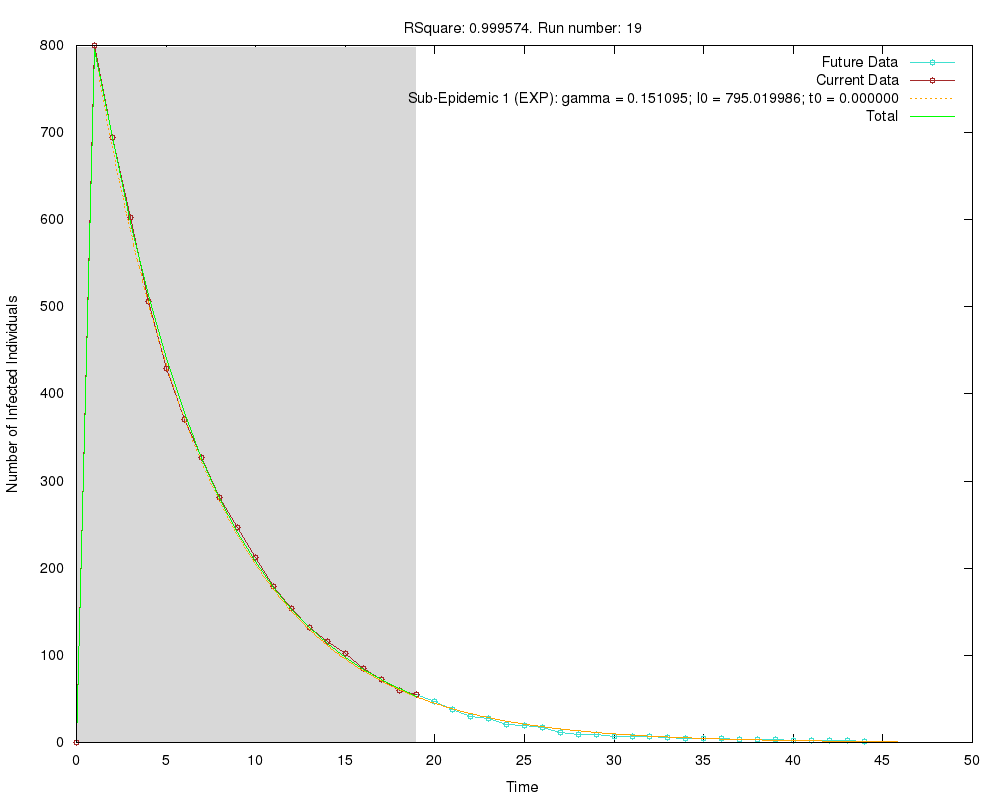 RSquare: 0.999574. Run number: 19
800
700
600
500
400
300
200
100
0
Number of Infected Individuals
Future Data
Current Data
Sub-Epidemic 1 (EXP): gamma = 0.151095; I0 = 795.019986; t0 = 0.000000
Total
0 5 10 15 20 25 30 35 40 45 50
Time